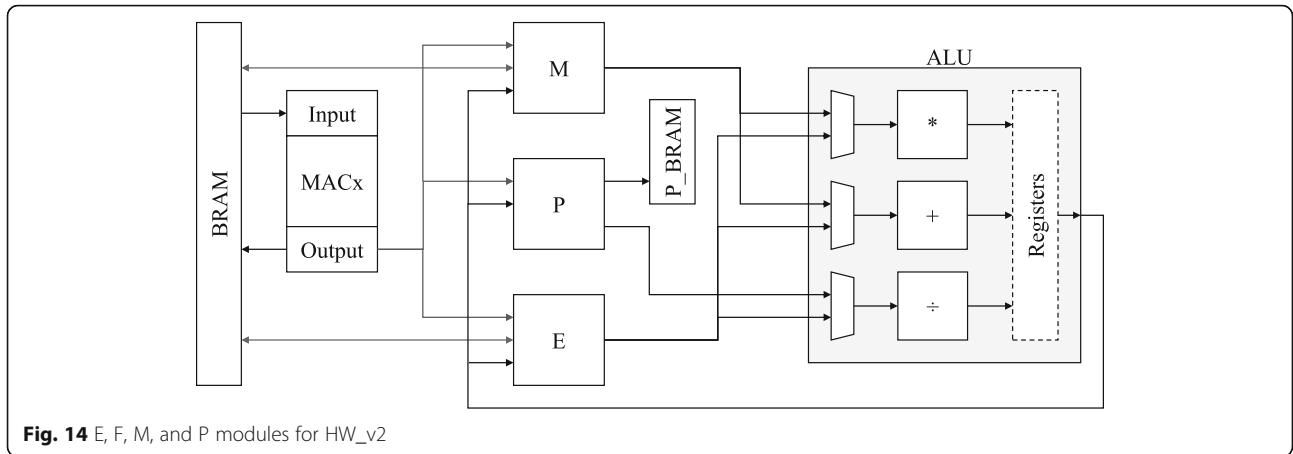 ALU
M
Input
*
MACx
P_BRAM
BRAM
P
+
Registers
Output
E
÷
Fig. 14 E, F, M, and P modules for HW_v2